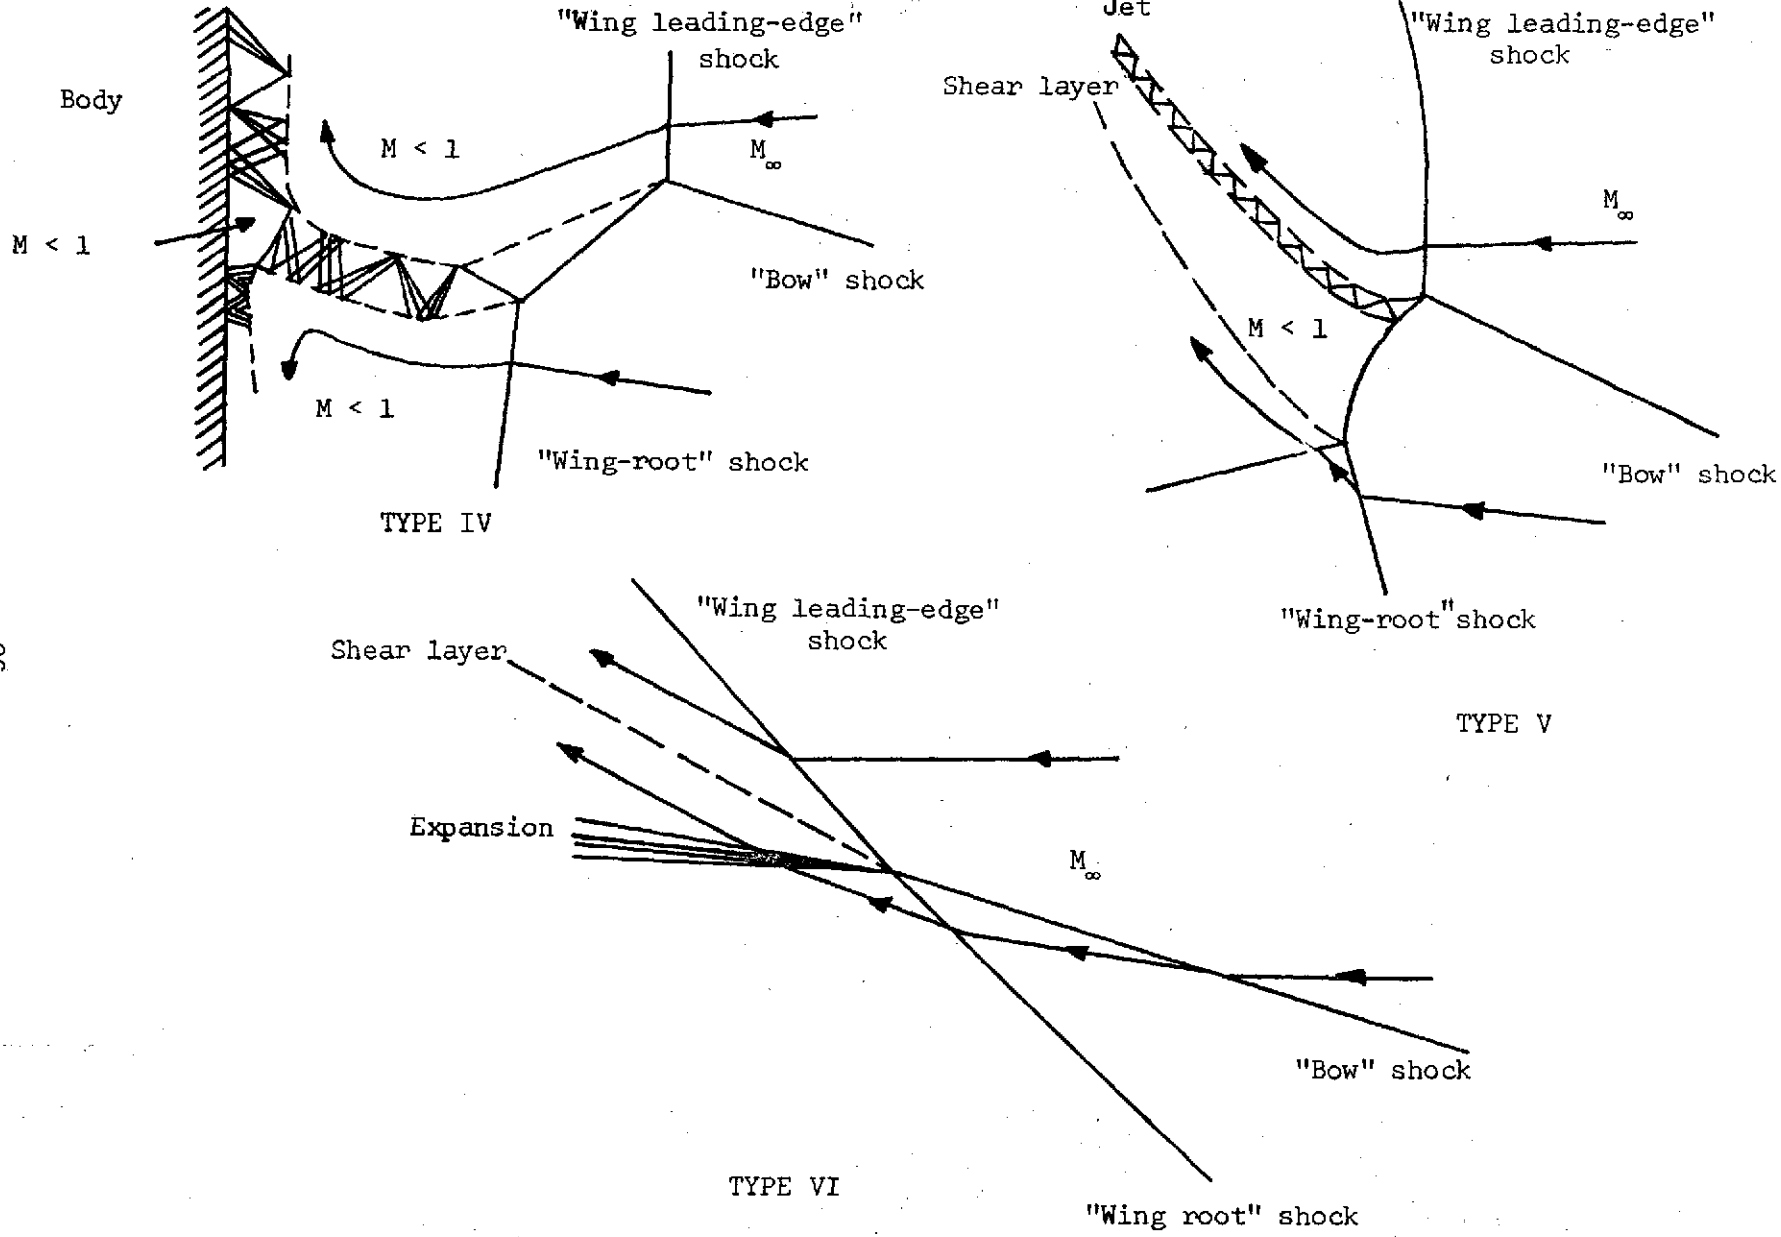 "Wing leading-edge"
shock
Body
M < 1
M∞
M < 1
"Bow" shock
M < 1
"Wing-root" shock
TYPE IV
Jet
"Wing leading-edge"
shock
Shear layer
M∞
M < 1
"Bow" shock
"Wing-root" shock
TYPE V
"Wing leading-edge"
shock
Shear layer
Expansion
M∞
"Bow" shock
TYPE VI
"Wing root" shock